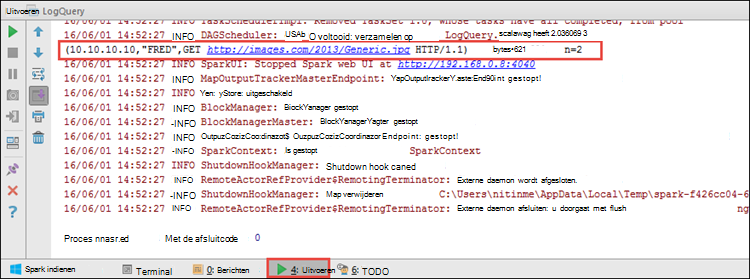 Uitvoeren LogQuery
16/06/01 14:52:27 INFO TaskSchedulerImpl: Removed TaskSet 1.0, whose tasks have all completed, from pool
16/06/01 14:52:27 INFO DAGScheduler: USAb O voltooid: verzamelen op LogQuery. scalawag heeft 2.036069 3
(10.10.10.10,"FRED",GET http://images.com/2013/Generic.jpg HTTP/1.1) bytes•621 n=2
16/06/01 14:52:27 INFO SparkUI: Stopped Spark web UI at http://192.168.0.8:4040
16/06/01 14:52:27 INFO MapOutputTrackerMasterEndpoint: gestopt!
16/06/01 14:52:27 INFO Yen: yStore: uitgeschakeld
16/06/01 14:52:27 INFO BlockManager: BlockYanager gestopt
16/06/01 14:52:27 -INFO BlockManagerMaster: BlockYanagerYagter gestopt
16/06/01 14:52:27 INFO Endpoint: gestopt!
16/06/01 14:52:27 -INFO SparkContext: Is gestopt SparkContext
16/06/01 14:52:27 INFO ShutdownHookManager: Shutdown hook caned
16/06/01 14:52:27 INFO RemoteActorRefProvider$RemotingTerminator: Externe daemon wordt afgesloten.
16/06/01 14:52:27 -INFO ShutdownHookManager: Map verwijderen C:\Users\nitinme\AppData\Local\Temp\spark-f426cc04-6
16/06/01 14:52:27 INFO RemoteActorRefProvider$RemotingTerminator: Externe daemon afsluiten: u doorgaat met flush ng
Proces nnasr.ed Met de afsluitcode 0
Spark indienen Terminal 0: Berichten 4: Uitvoeren 6: TODO